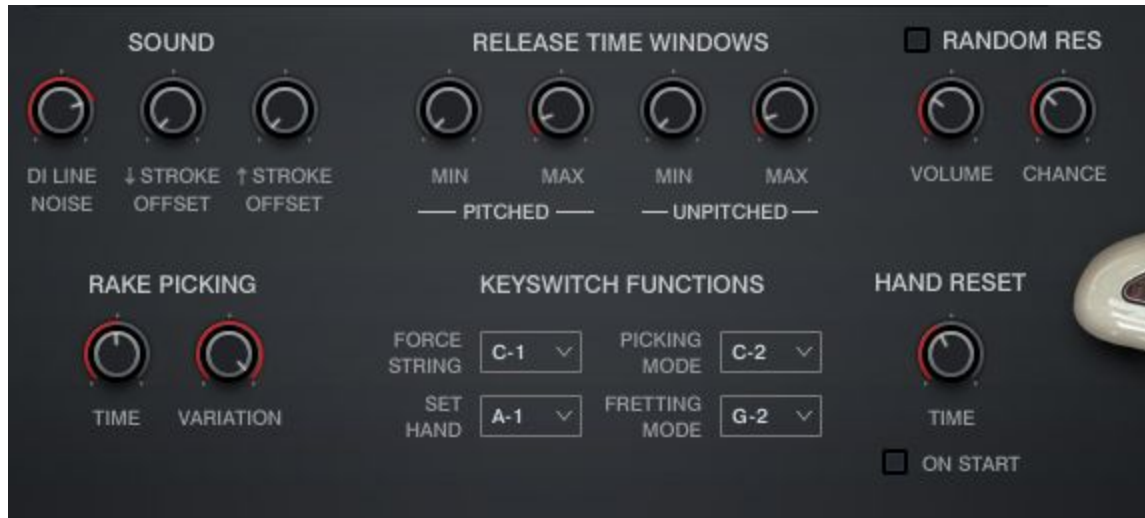 SOUND
DI LINE
NOISE
↓ STROKE
OFFSET
↑ STROKE
OFFSET
RELEASE TIME WINDOWS
MIN
MAX
MIN
MAX
PITCHED
UNPITCHED
RANDOM RES
VOLUME
CHANCE
RAKE PICKING
TIME
VARIATION
KEYSWITCH FUNCTIONS
FORCE
STRING
C-1
PICKING
MODE
C-2
SET
HAND
A-1
FRETTING
MODE
G-2
HAND RESET
TIME
ON START